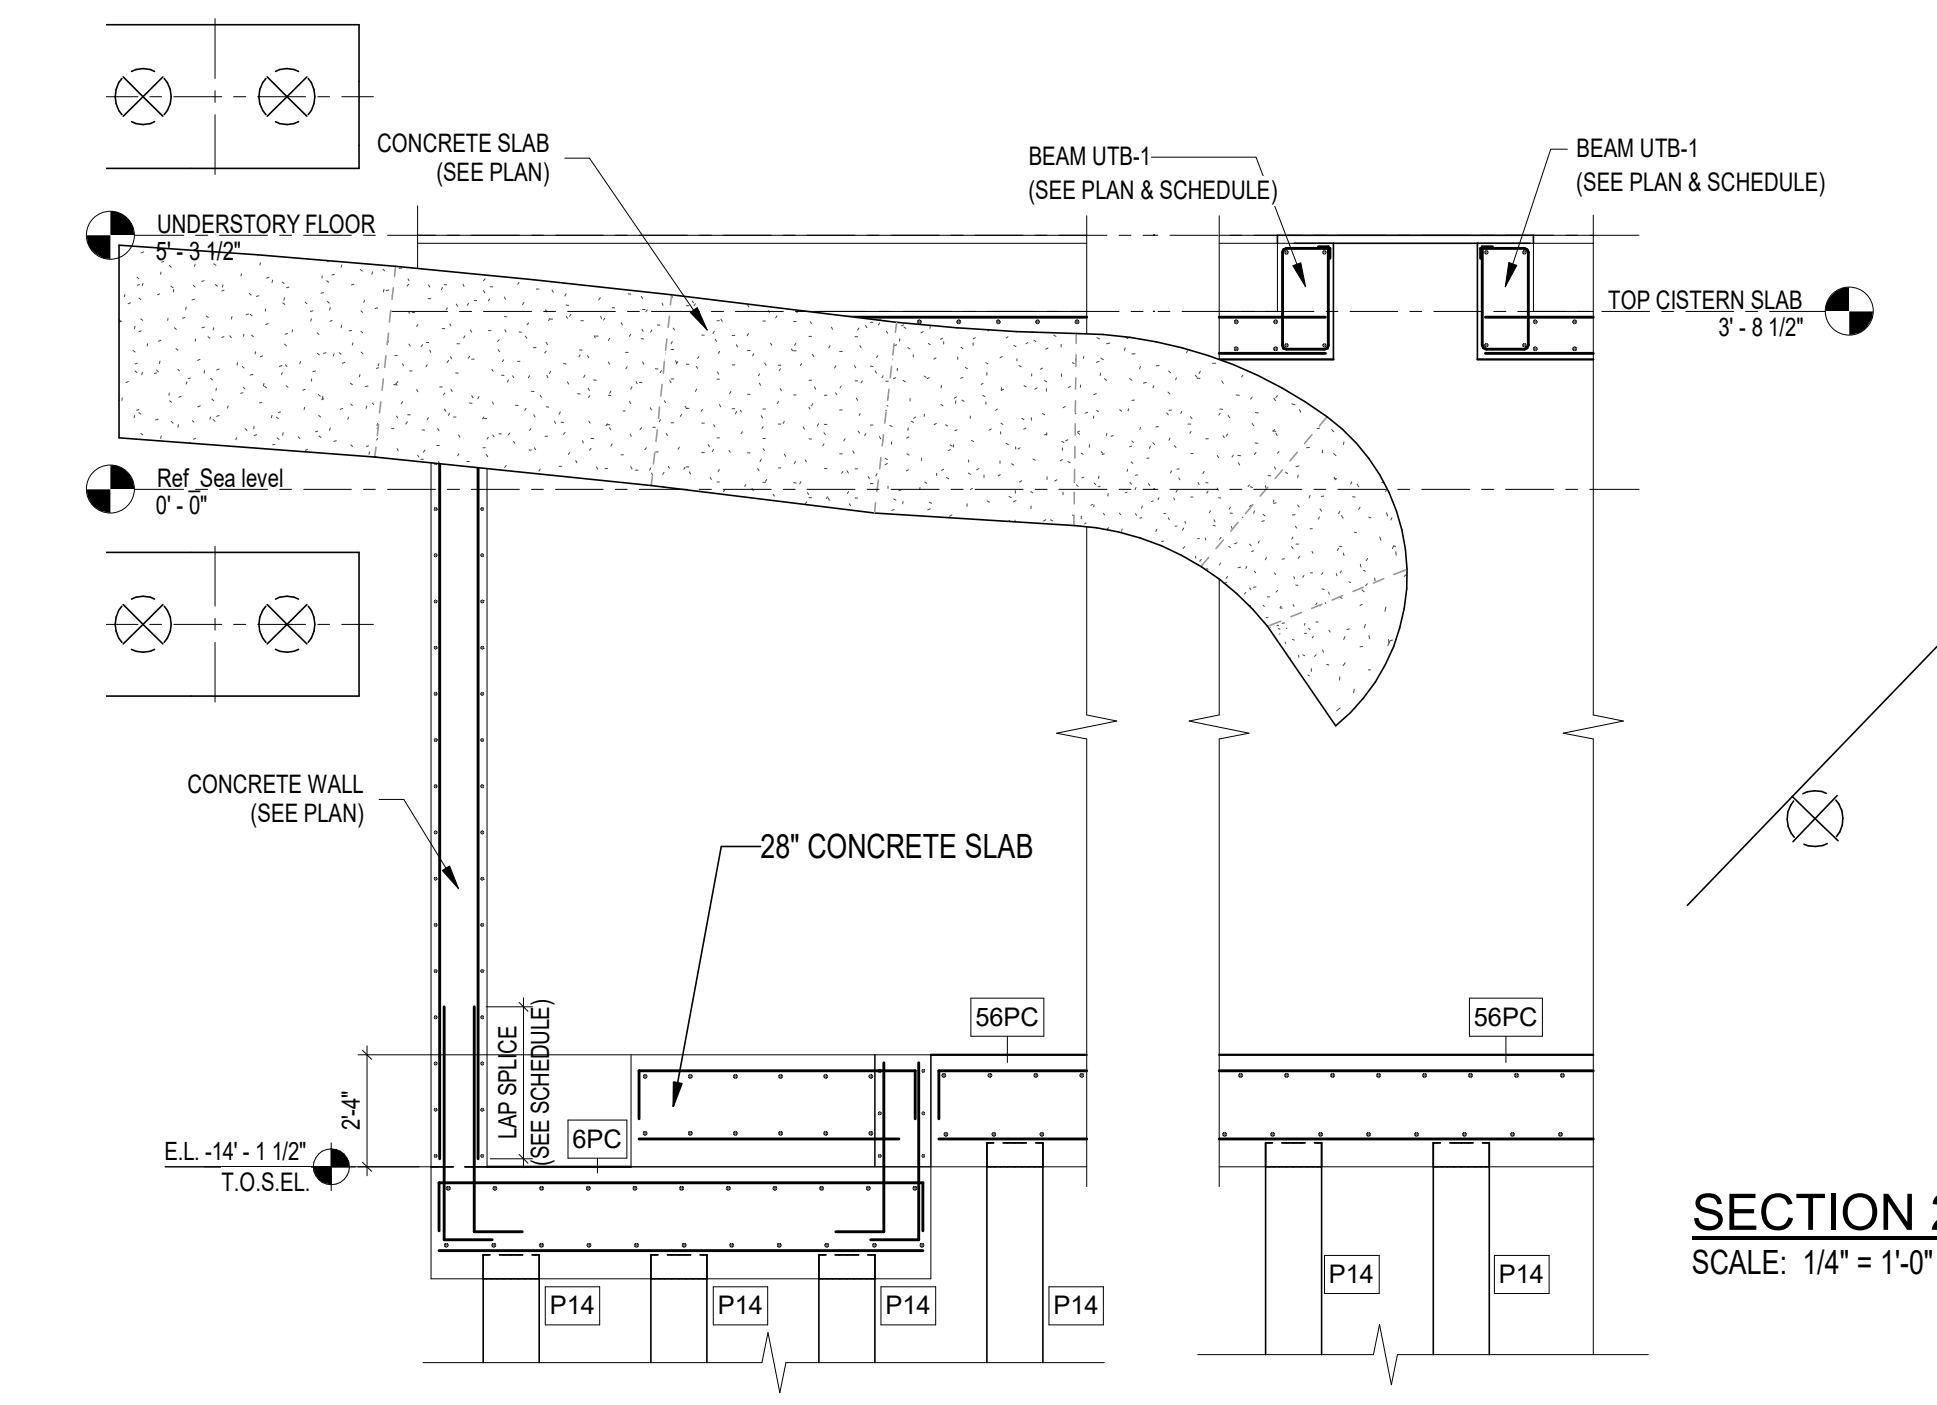 CONCRETE SLAB
(SEE PLAN)
BEAM UTB-1
(SEE PLAN & SCHEDULE)
BEAM UTB-1
(SEE PLAN & SCHEDULE)
UNDERSTORY FLOOR
5' - 3 1/2"
TOP CISTERN SLAB
3' - 8 1/2"
Ref_Sea level
0' - 0"
CONCRETE WALL
(SEE PLAN)
28" CONCRETE SLAB
56PC
56PC
LAP SPLICE
(SEE SCHEDULE)
2'-4"
6PC
E.L. -14' - 1 1/2"
T.O.S.EL.
P14
P14
P14
P14
P14
P14
SECTION
SCALE: 1/4" = 1'-0"